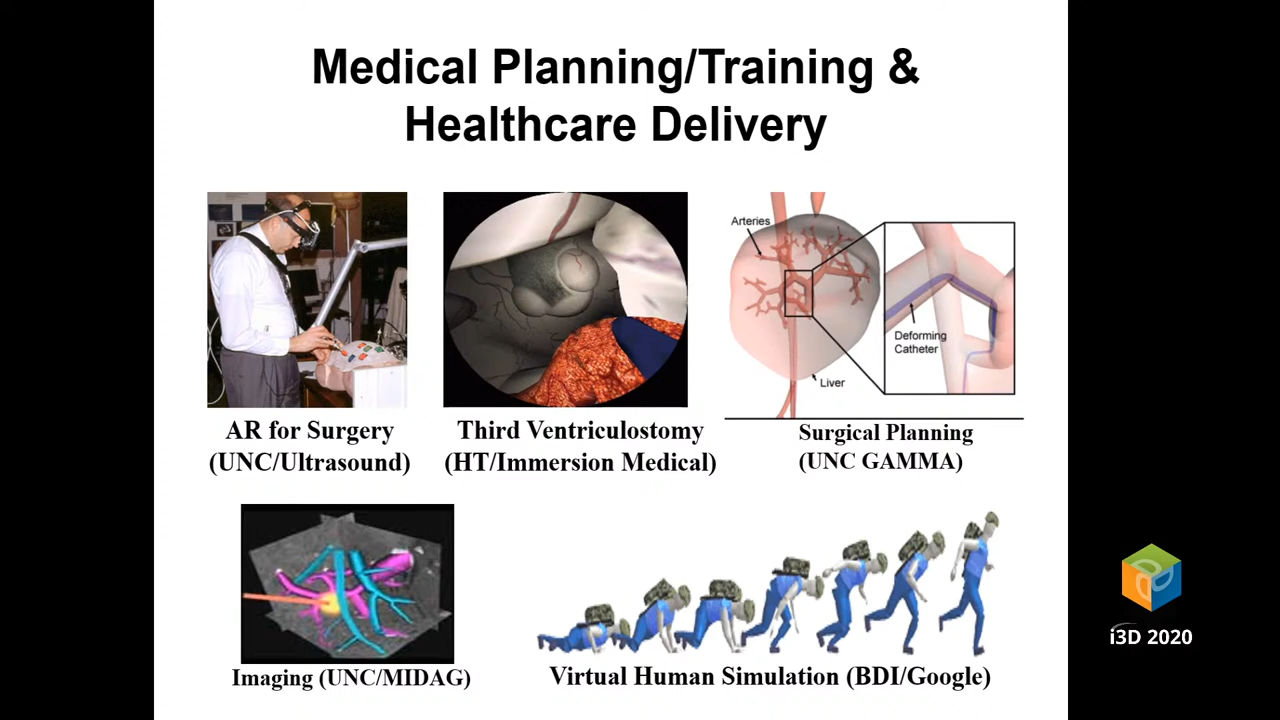 Medical Planning/Training &
Healthcare Delivery
Arteries
Deforming
Catheter
Liver
AR for Surgery
(UNC/Ultrasound)
Third Ventriculostomy
(HT/Immersion Medical)
Surgical Planning
(UNC GAMMA)
Imaging (UNC/MIDAG)
Virtual Human Simulation (BDI/Google)
i3D 2020